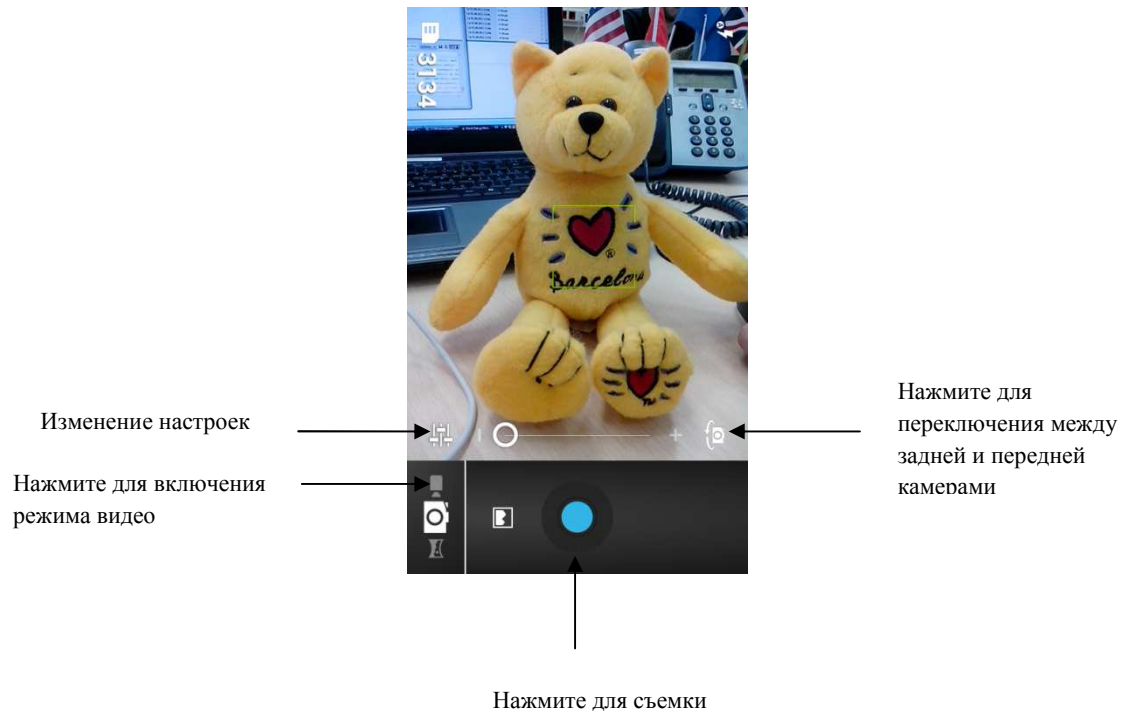 3134
Barcelona
Изменение настроек
Нажмите для включения
режима видео
Нажмите для
переключения между
задней и передней
камерами
Нажмите для съемки